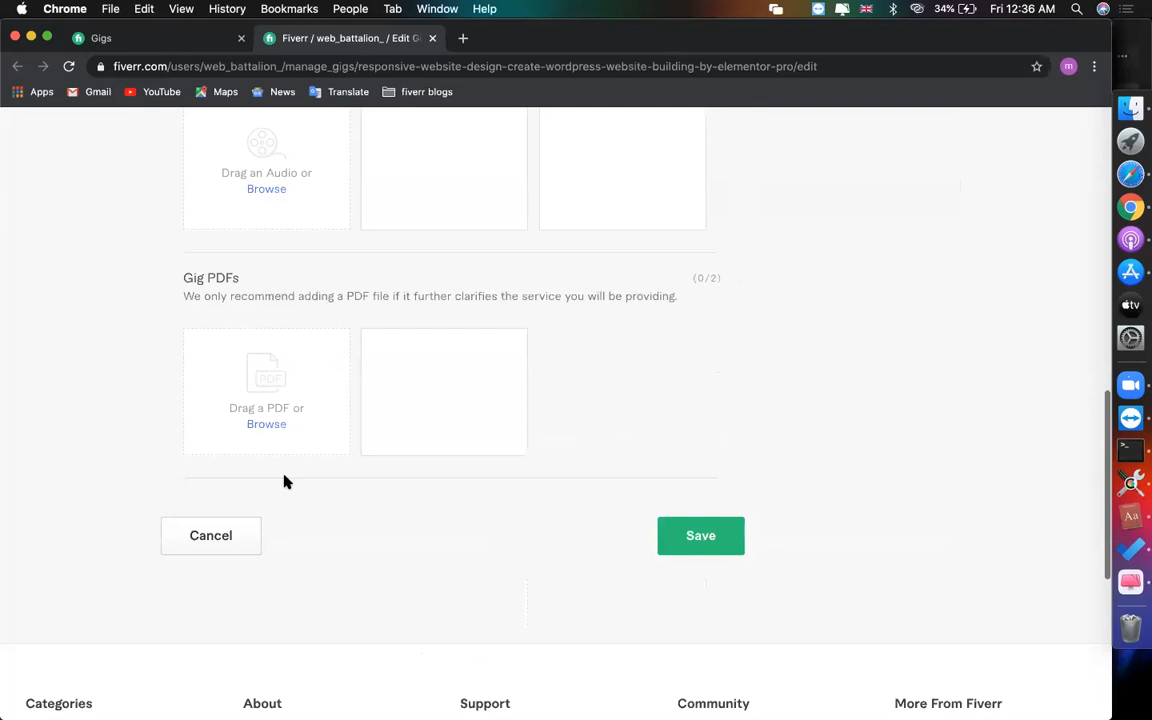 Chrome File Edit View History Bookmarks People Tab Window Help 34% Fri 12:36 AM
Gigs
Fiverr / web_battalion_ / Edit G
fiverr.com/users/web_battalion_/manage_gigs/responsive-website-design-create-wordpress-website-building-by-elementor-pro/edit
m
Apps Gmail YouTube Maps News Translate fiverr blogs
Drag an Audio or
Browse
Gig PDFs (0/2)
We only recommend adding a PDF file if it further clarifies the service you will be providing.
PDF
Drag a PDF or
Browse
Cancel Save
Categories About Support Community More From Fiverr
tv
Aa